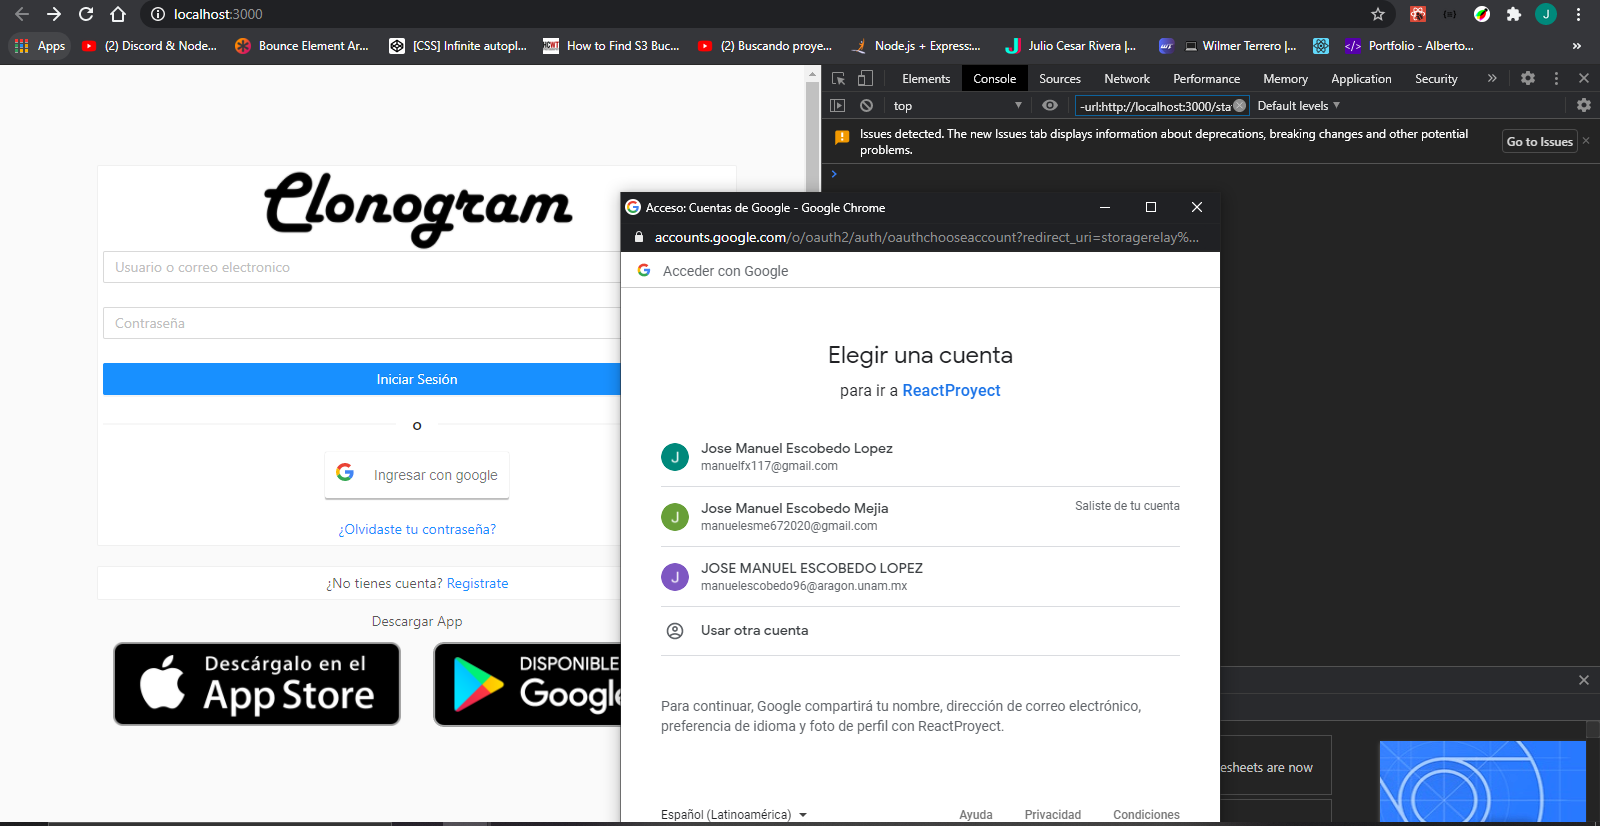 localhost:3000
J
Apps
(2) Discord & Node...
Bounce Element Ar...
[CSS] Infinite autopl...
How to Find S3 Buc...
(2) Buscando proye...
Node.js + Express:...
Julio Cesar Rivera |...
Wilmer Terrero |...
Portfolio - Alberto...
»
Elements
Console
Sources
Network
Performance
Memory
Application
Security
»
top
-url:http://localhost:3000/sta
Default levels
Issues detected. The new Issues tab displays information about deprecations, breaking changes and other potential
problems.
Go to Issues
Clonogram
Usuario o correo electronico
Contraseña
Iniciar Sesión
o
Ingresar con google
¿Olvidaste tu contraseña?
¿No tienes cuenta? Registrate
Descargar App
Descárgalo en el
App Store
DISPONIBLE
Google
Acceso: Cuentas de Google - Google Chrome
accounts.google.com/o/oauth2/auth/oauthchooseaccount?redirect_uri=storagerelay%...
Acceder con Google
Elegir una cuenta
para ir a ReactProyect
J
Jose Manuel Escobedo Lopez
manuelfx117@gmail.com
J
Jose Manuel Escobedo Mejia
manuelesme672020@gmail.com
Saliste de tu cuenta
J
JOSE MANUEL ESCOBEDO LOPEZ
manuelescobedo96@aragon.unam.mx
Usar otra cuenta
Para continuar, Google compartirá tu nombre, dirección de correo electrónico,
preferencia de idioma y foto de perfil con ReactProyect.
Español (Latinoamérica)
Ayuda
Privacidad
Condiciones
esheets are now